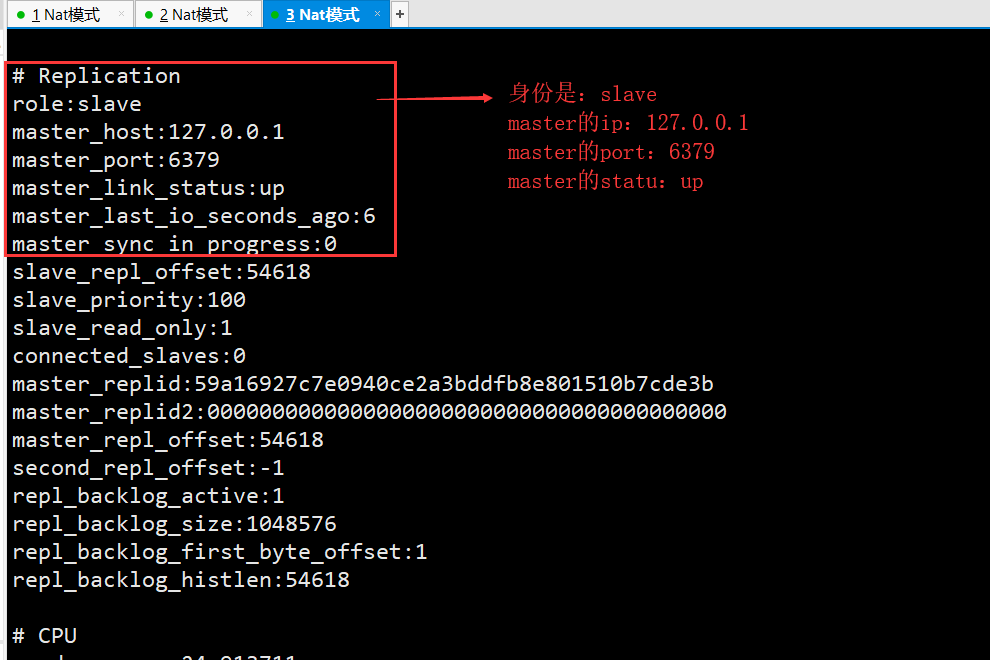 1 Nat模式 ×
2 Nat模式 ×
3 Nat模式 ×
+
# Replication
role:slave
master_host:127.0.0.1
master_port:6379
master_link_status:up
master_last_io_seconds_ago:6
master_sync_in_progress:0
身份是：slave
master的ip：127.0.0.1
master的port：6379
master的statu：up
slave_repl_offset:54618
slave_priority:100
slave_read_only:1
connected_slaves:0
master_replid:59a16927c7e0940ce2a3bddfb8e801510b7cde3b
master_replid2:0000000000000000000000000000000000000000
master_repl_offset:54618
second_repl_offset:-1
repl_backlog_active:1
repl_backlog_size:1048576
repl_backlog_first_byte_offset:1
repl_backlog_histlen:54618
# CPU